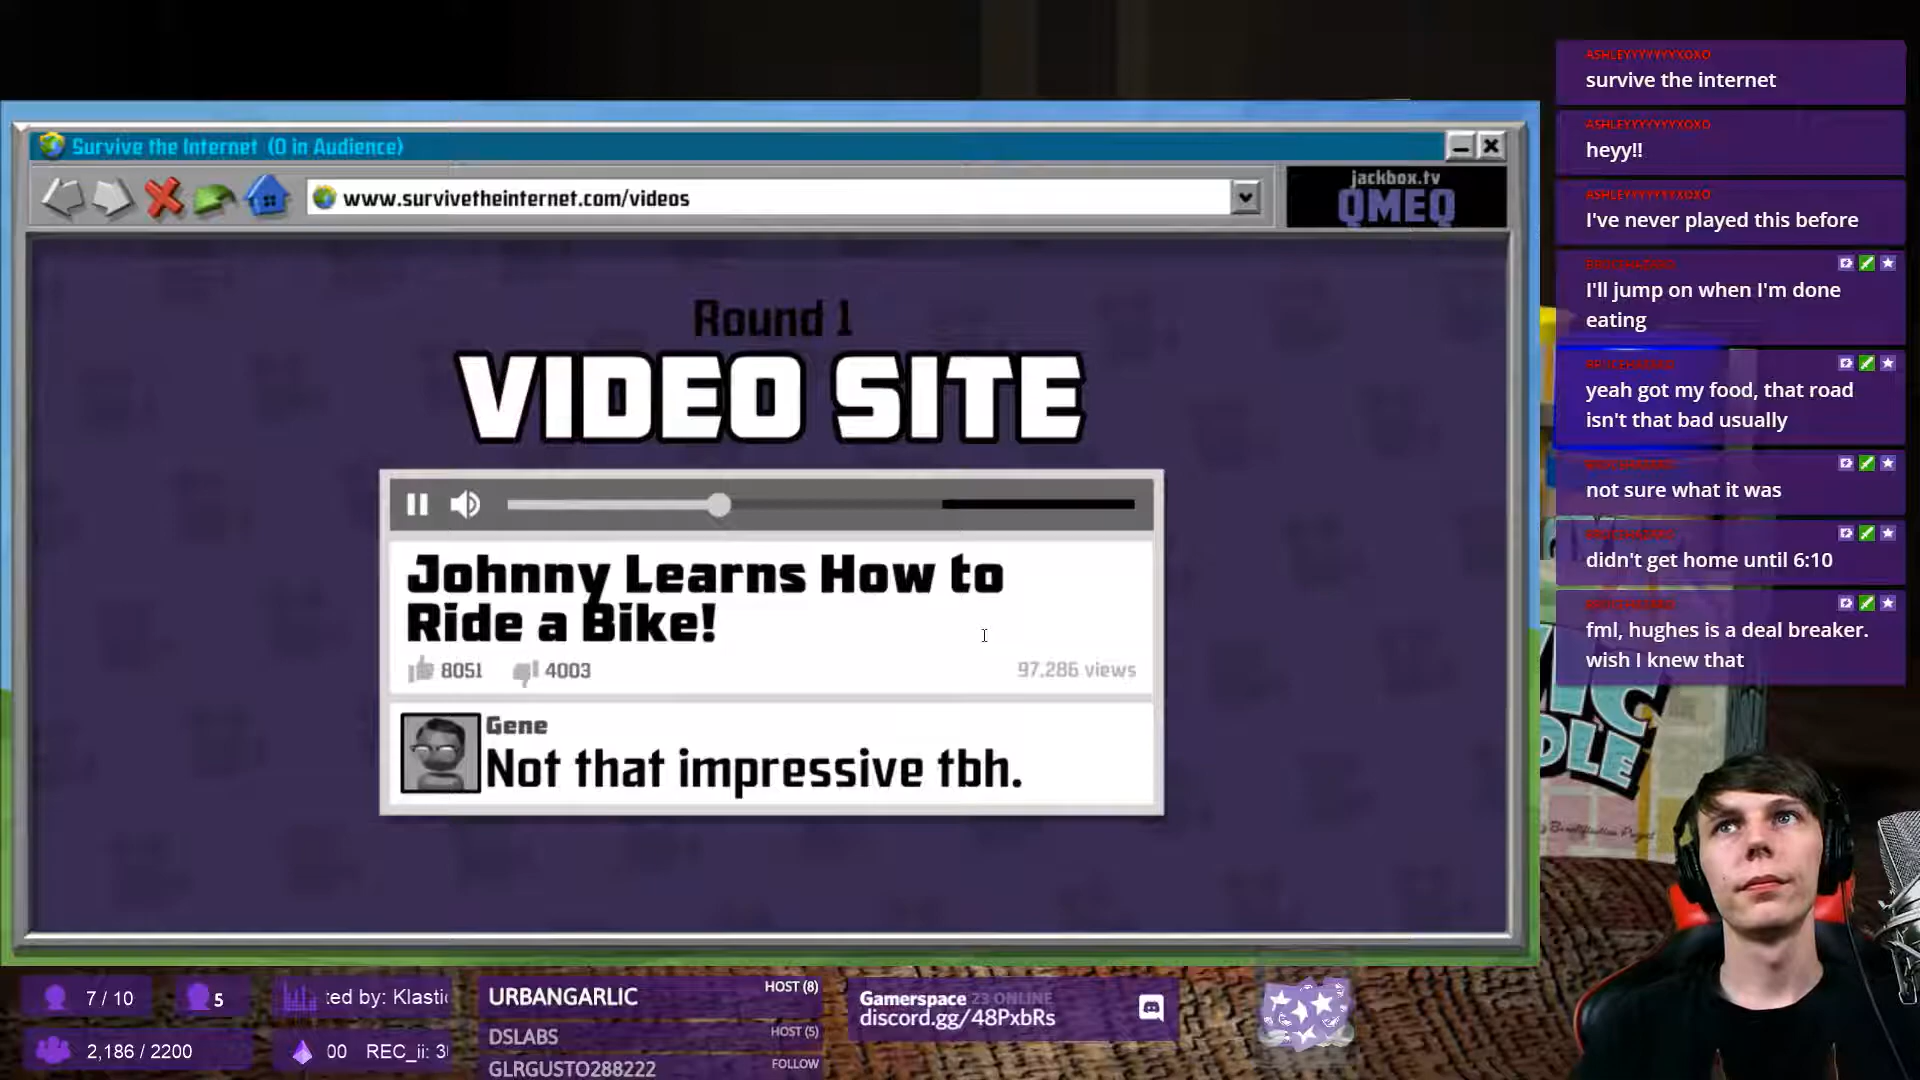 Survive the Internet (0 in Audience)
www.survivetheinternet.com/videos
jackbox.tv
QMEQ
Round 1
VIDEO SITE
Johnny Learns How to
Ride a Bike!
8051 4003 97,286 views
Gene
Not that impressive tbh.
ASHLEYYYYYYYXOXO
survive the internet
ASHLEYYYYYYYXOXO
heyy!!
ASHLEYYYYYYYXOXO
I've never played this before
I'll jump on when I'm done
eating
yeah got my food, that road
isn't that bad usually
not sure what it was
didn't get home until 6:10
fml, hughes is a deal breaker.
wish I knew that
7 / 10
5
ted by: Klastic
2,186 / 2200
00 REC_ii: 3
URBANGARLIC HOST (8)
DSLABS HOST (5)
GLRGUSTO288222 FOLLOW
Gamerspace 23 ONLINE
discord.gg/48PxbRs